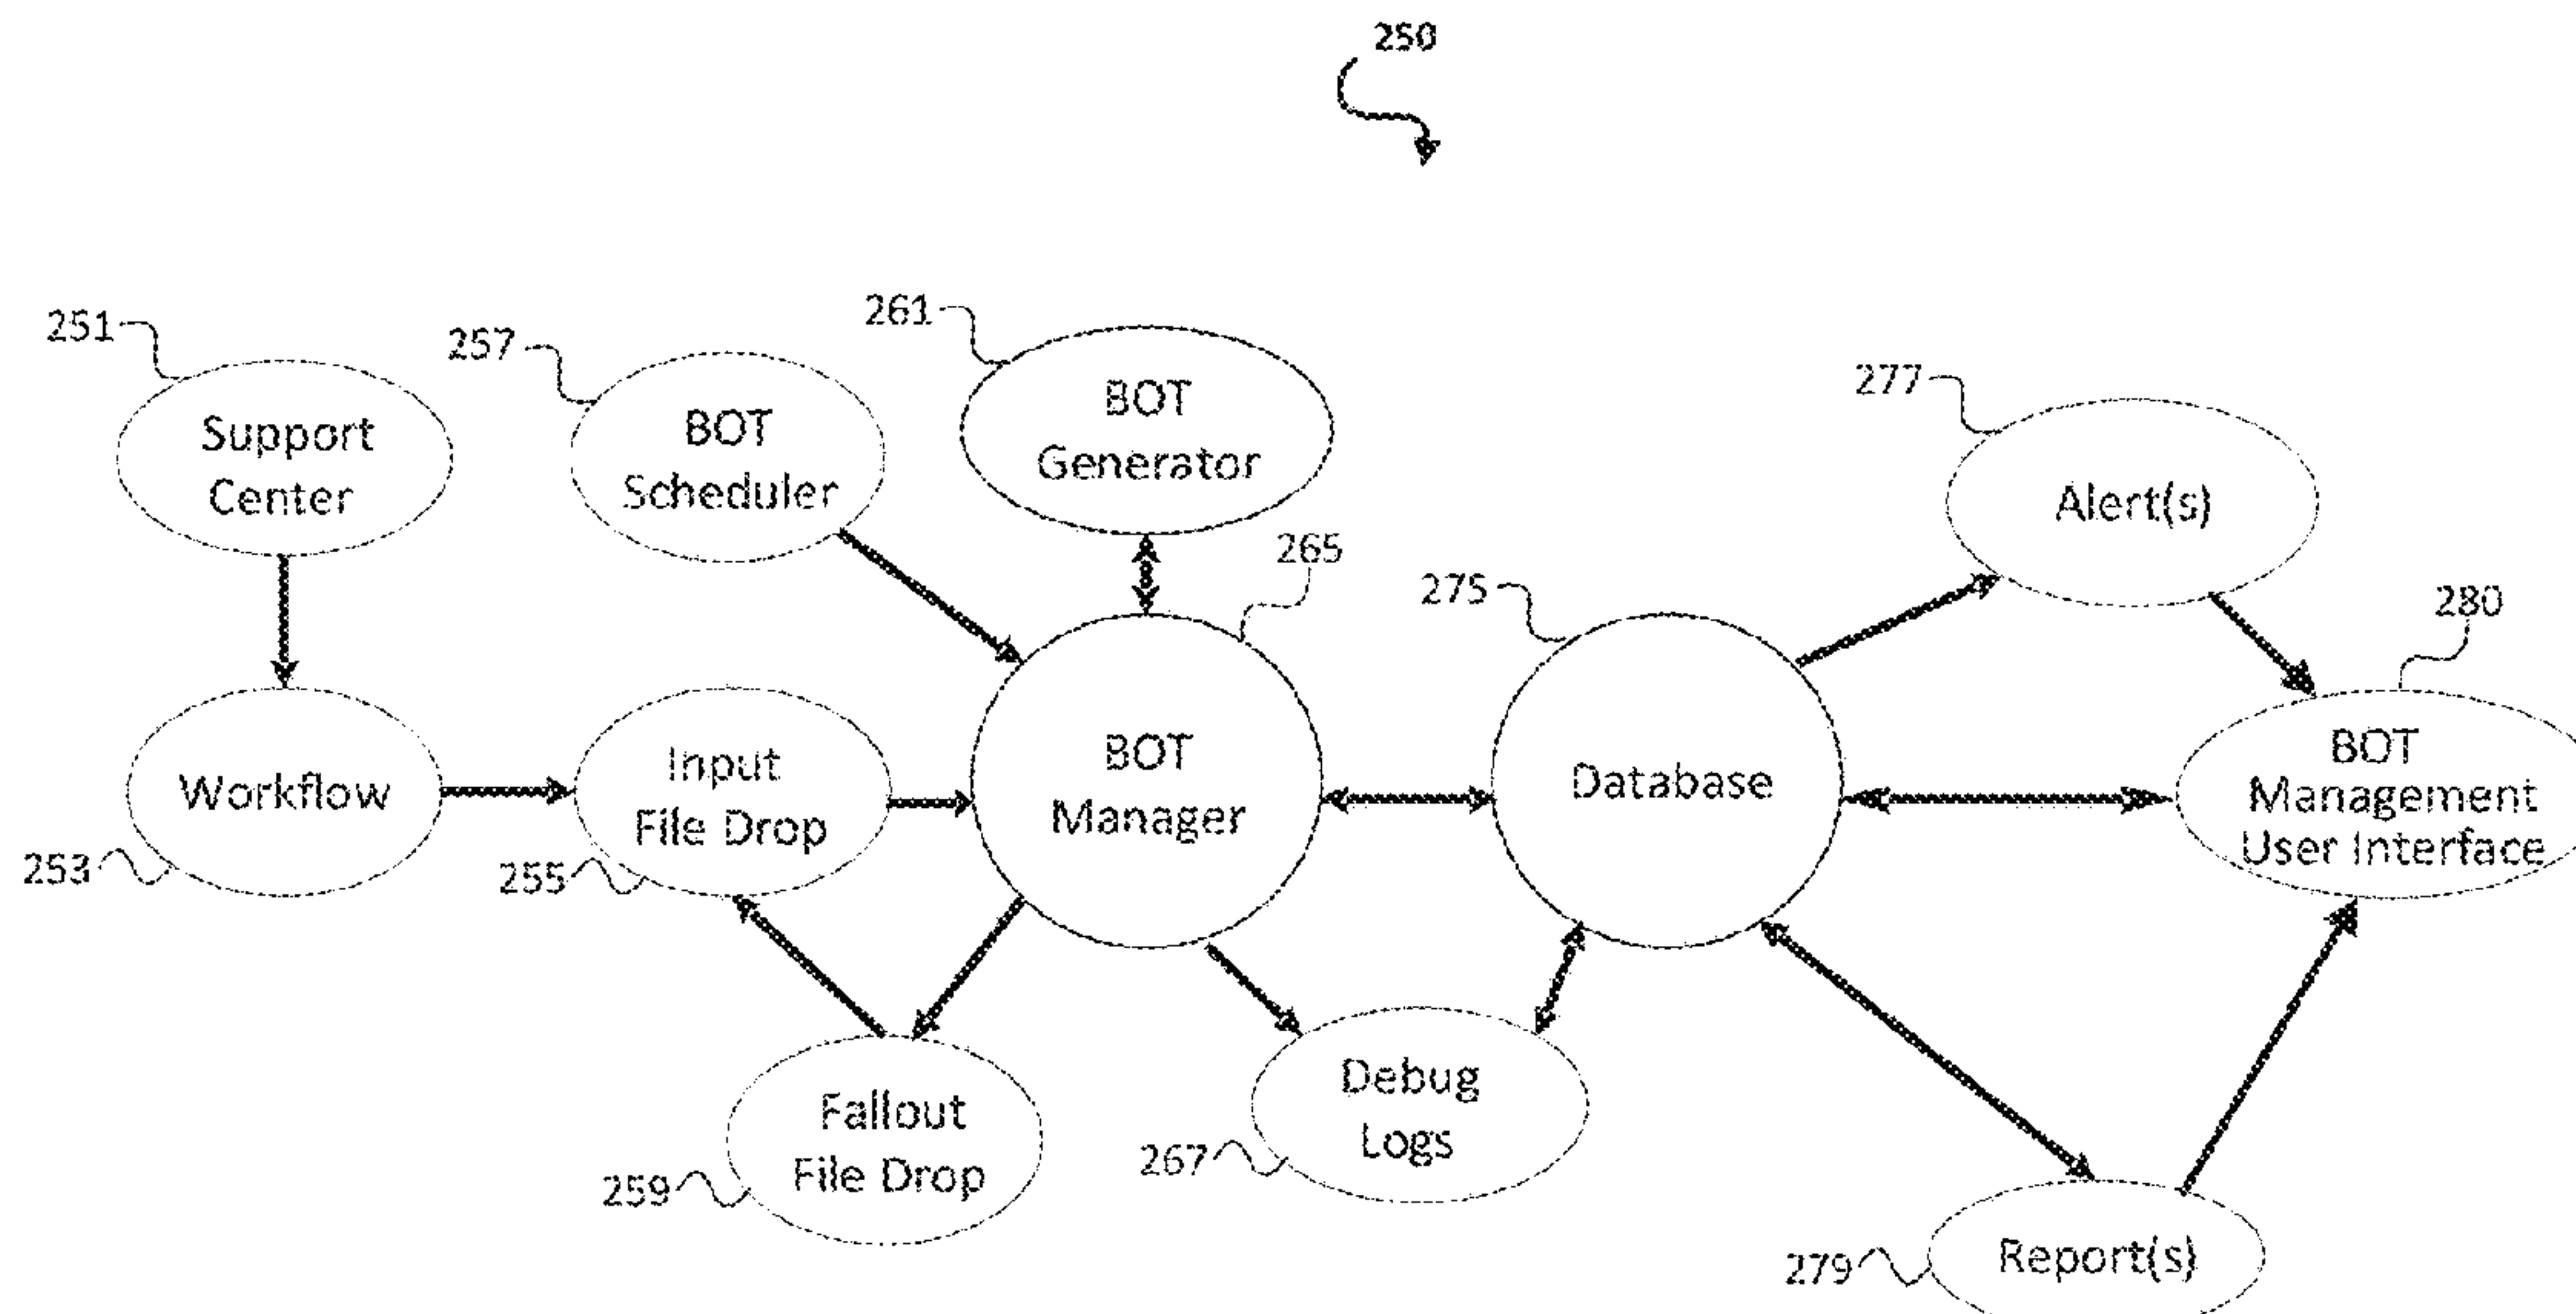 250
251
Support
Center
257
BOT
Scheduler
261
BOT
Generator
265
275
277
Alert(s)
280
253
Workflow
255
Input
File Drop
BOT
Manager
Database
BOT
Management
User Interface
259
Fallout
File Drop
267
Debug
Logs
279
Report(s)